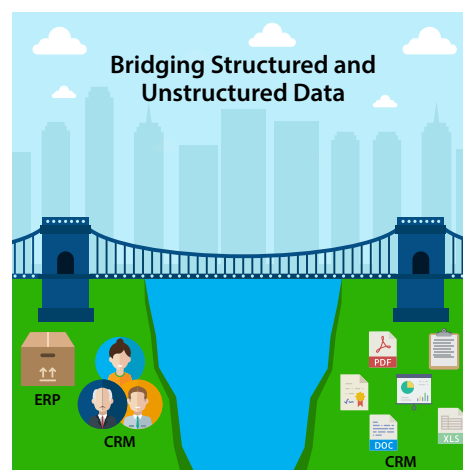 Bridging Structured and
Unstructured Data
ERP
CRM
PDF
DOC
XLS
CRM